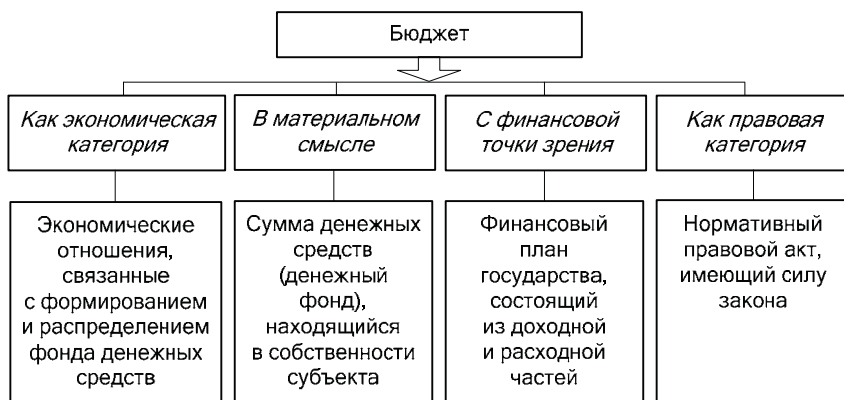 Бюджет
Как экономическая
категория
В материальном
смысле
С финансовой
точки зрения
Как правовая
категория
Экономические
отношения,
связанные
с формированием
и распределением
фонда денежных
средств
Сумма денежных
средств
(денежный
фонд),
находящийся
в собственности
субъекта
Финансовый
план
государства,
состоящий
из доходной
и расходной
частей
Нормативный
правовой акт,
имеющий силу
закона